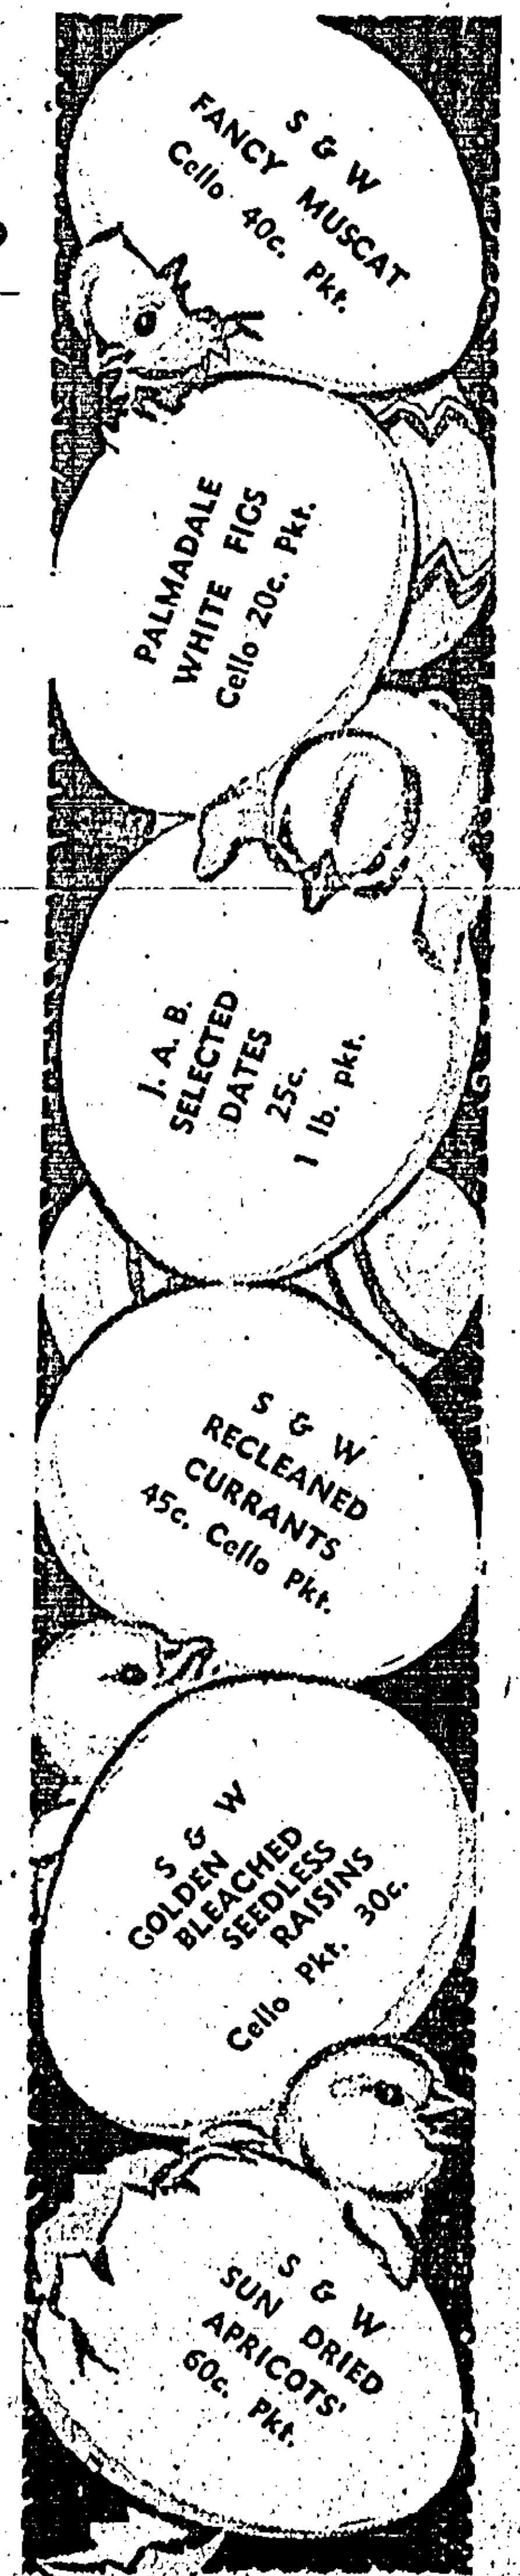 S & W
FANCY MUSCAT
Cello 40c. Pkt.
PALMADALE
WHITE FIGS
Cello 20c. Pkt.
J. A. B.
SELECTED
DATES
25c.
1 lb. pkt.
S & W
RECLEANED
CURRANTS
45c. Cello Pkt.
S & W
GOLDEN
BLEACHED
SEEDLESS
RAISINS
Cello Pkt. 30c.
S & W
SUN DRIED
APRICOTS'
60c. Pkt.